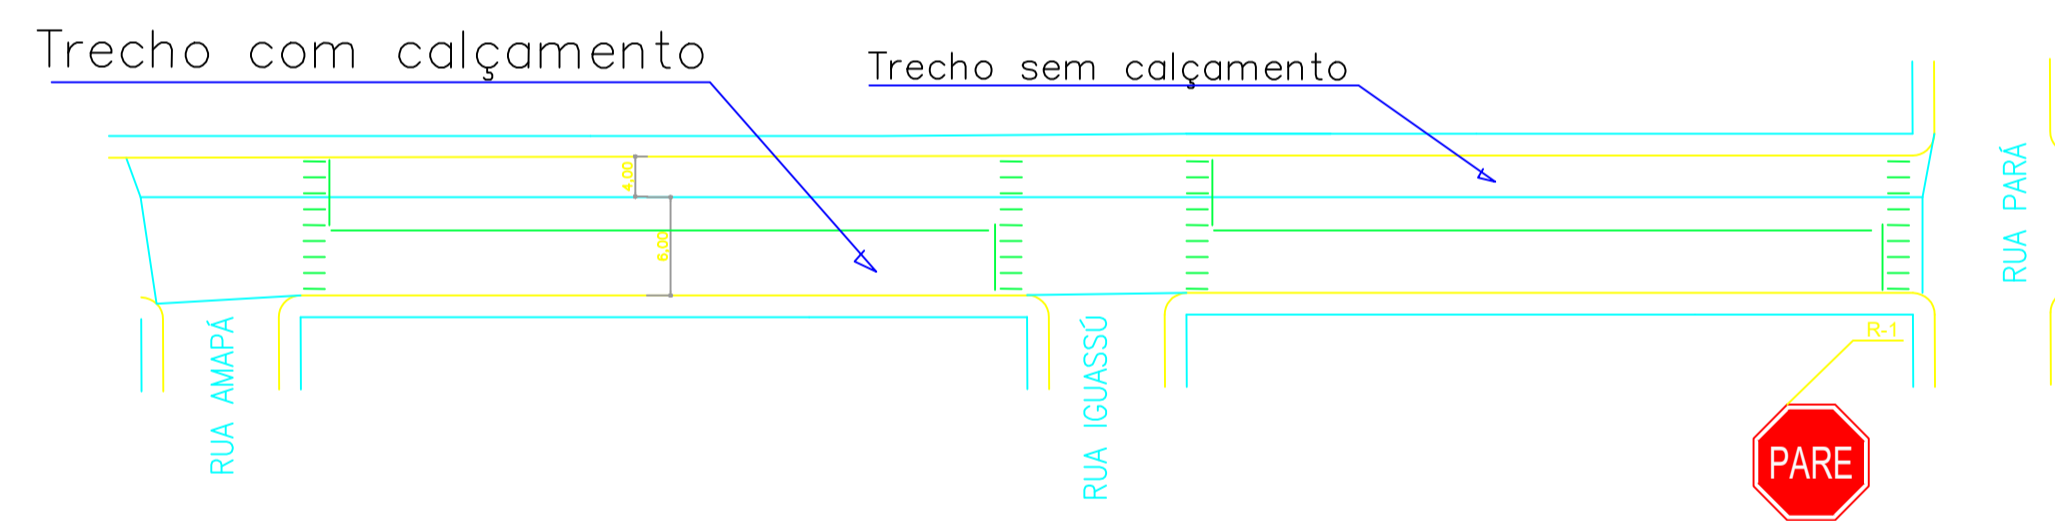 Trecho com calçamento
Trecho sem calçamento
4,00
6,00
RUA AMAPÁ
RUA IGUASSÚ
RUA PARÁ
R-1
PARE